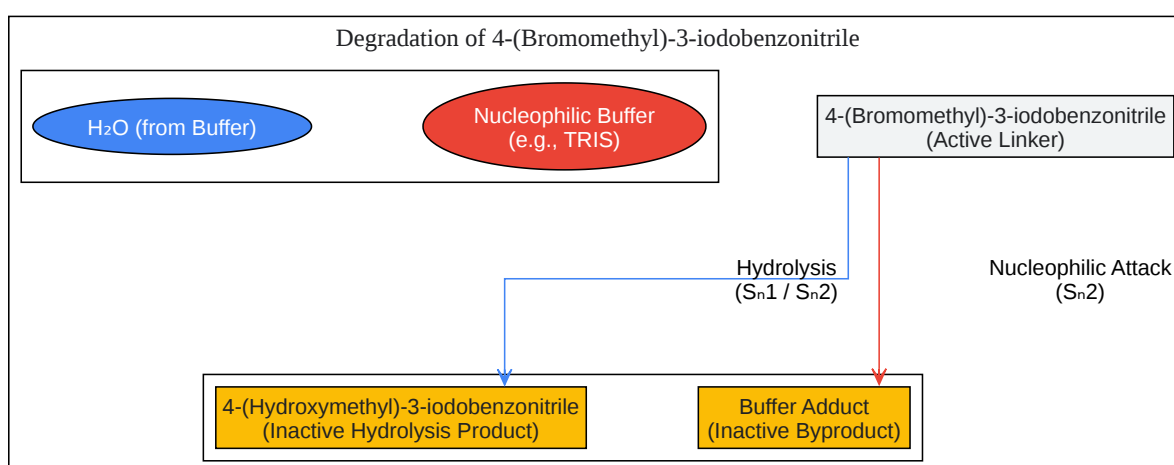 Degradation of 4-(Bromomethyl)-3-iodobenzonitrile
H₂O (from Buffer)
Nucleophilic Buffer
(e.g., TRIS)
4-(Bromomethyl)-3-iodobenzonitrile
(Active Linker)
Hydrolysis
(Sₙ1 / Sₙ2)
Nucleophilic Attack
(Sₙ2)
4-(Hydroxymethyl)-3-iodobenzonitrile
(Inactive Hydrolysis Product)
Buffer Adduct
(Inactive Byproduct)